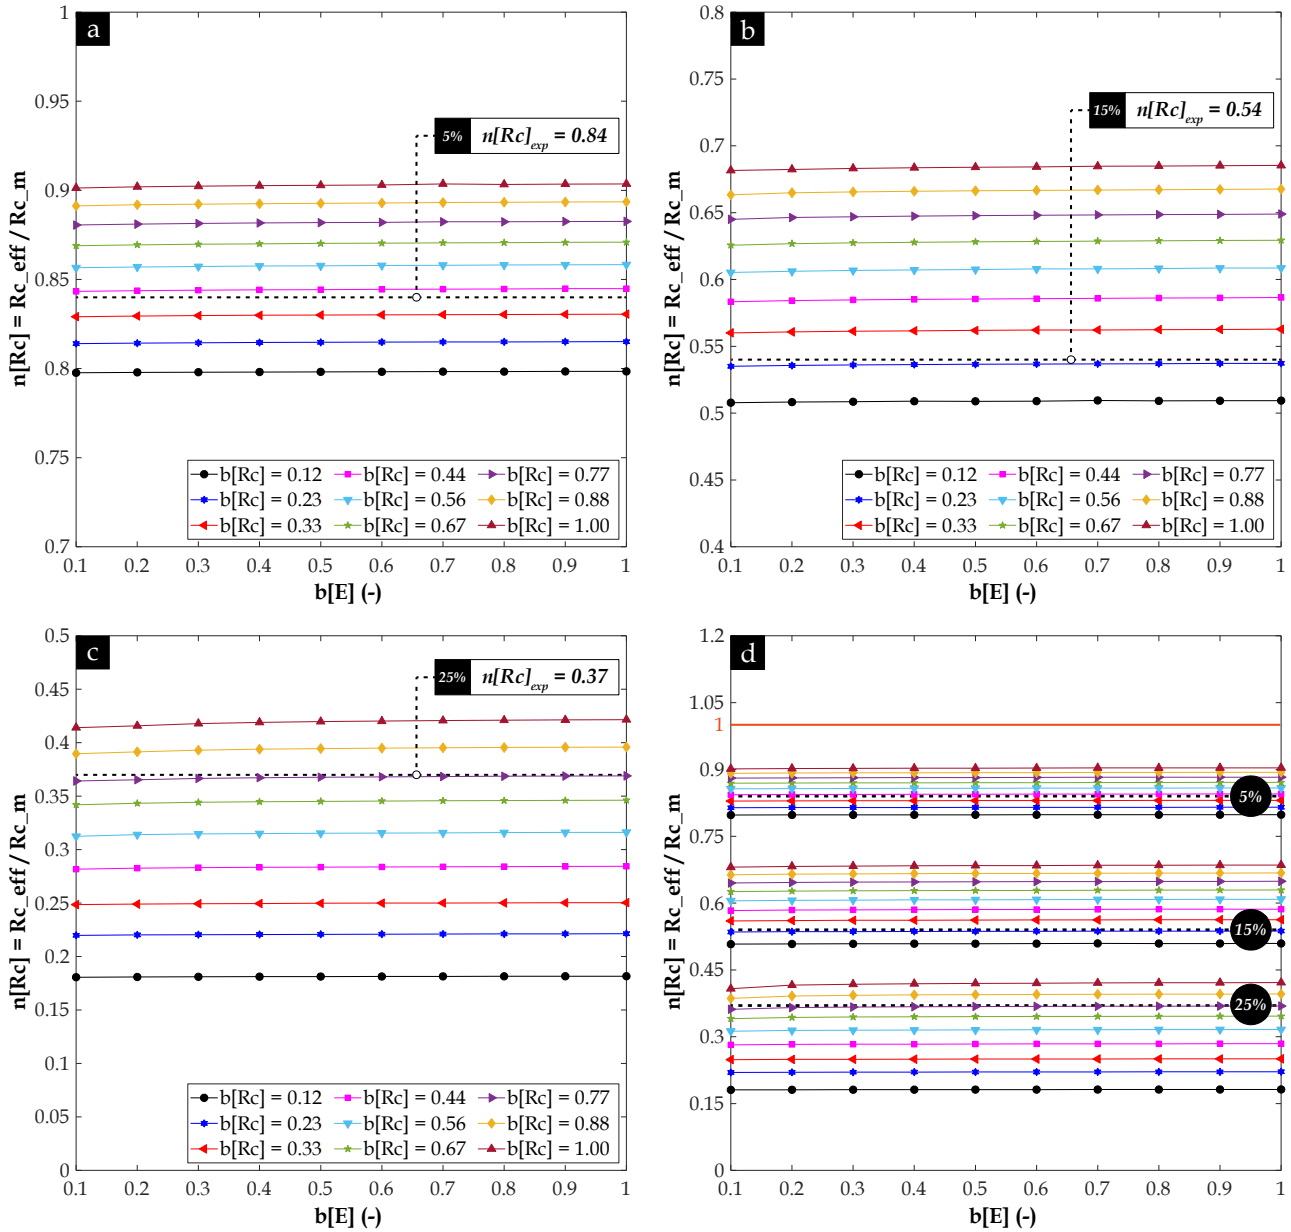 a
n[Rc] = Rc_eff / Rc_m
1
0.95
0.9
0.85
0.8
0.75
0.7
5%
n[Rc]exp = 0.84
b[Rc] = 0.12 b[Rc] = 0.44 b[Rc] = 0.77
b[Rc] = 0.23 b[Rc] = 0.56 b[Rc] = 0.88
b[Rc] = 0.33 b[Rc] = 0.67 b[Rc] = 1.00
0.1 0.2 0.3 0.4 0.5 0.6 0.7 0.8 0.9 1
b[E] (-)
b
n[Rc] = Rc_eff / Rc_m
0.8
0.75
0.7
0.65
0.6
0.55
0.5
0.45
0.4
15%
n[Rc]exp = 0.54
b[Rc] = 0.12 b[Rc] = 0.44 b[Rc] = 0.77
b[Rc] = 0.23 b[Rc] = 0.56 b[Rc] = 0.88
b[Rc] = 0.33 b[Rc] = 0.67 b[Rc] = 1.00
0.1 0.2 0.3 0.4 0.5 0.6 0.7 0.8 0.9 1
b[E] (-)
c
n[Rc] = Rc_eff / Rc_m
0.5
0.45
0.4
0.35
0.3
0.25
0.2
0.15
0.1
0.05
0
25%
n[Rc]exp = 0.37
b[Rc] = 0.12 b[Rc] = 0.44 b[Rc] = 0.77
b[Rc] = 0.23 b[Rc] = 0.56 b[Rc] = 0.88
b[Rc] = 0.33 b[Rc] = 0.67 b[Rc] = 1.00
0.1 0.2 0.3 0.4 0.5 0.6 0.7 0.8 0.9 1
b[E] (-)
d
n[Rc] = Rc_eff / Rc_m
1.2
1.05
1
0.9
0.75
0.6
0.45
0.3
0.15
0
5%
15%
25%
0.1 0.2 0.3 0.4 0.5 0.6 0.7 0.8 0.9 1
b[E] (-)